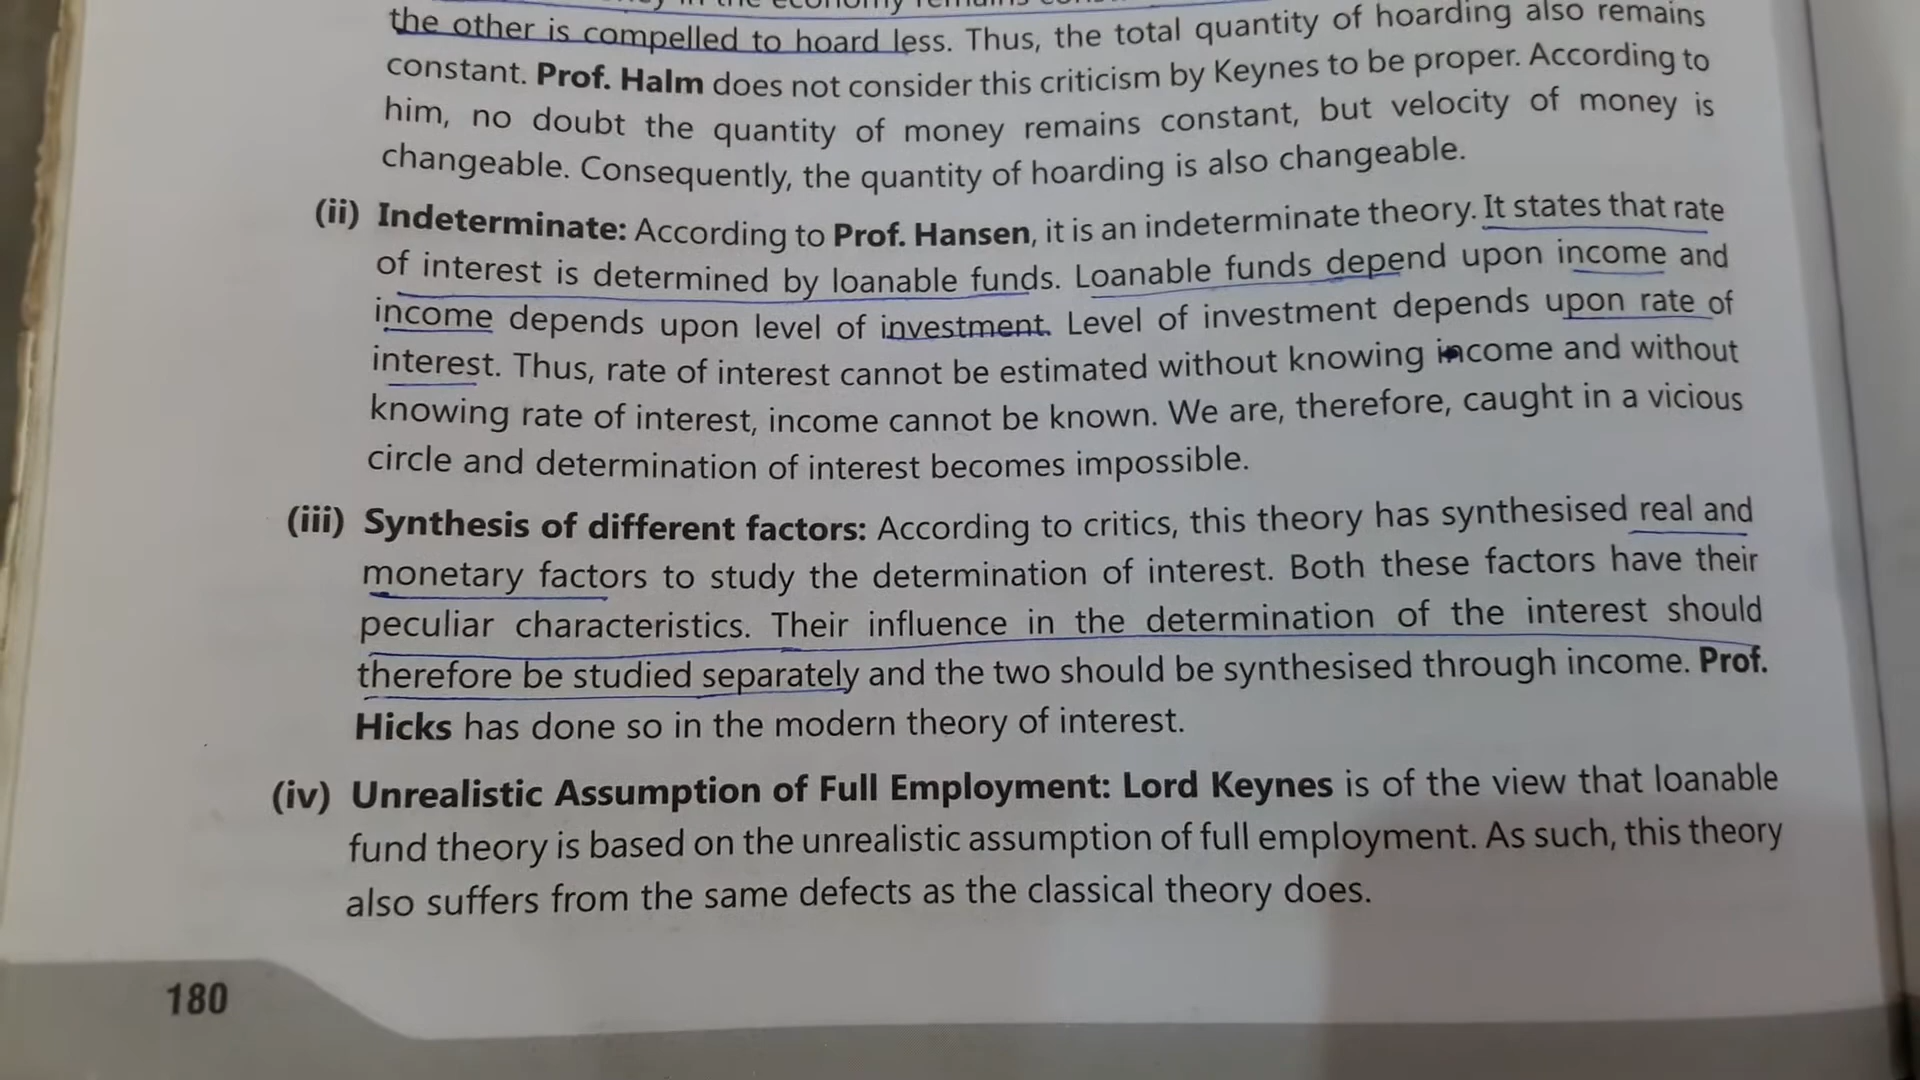 the economy remains
the other is compelled to hoard less. Thus, the total quantity of hoarding also remains
constant. Prof. Halm does not consider this criticism by Keynes to be proper. According to
him, no doubt the quantity of money remains constant, but velocity of money is
changeable. Consequently, the quantity of hoarding is also changeable.
(ii) Indeterminate: According to Prof. Hansen, it is an indeterminate theory. It states that rate
of interest is determined by loanable funds. Loanable funds depend upon income and
income depends upon level of investment. Level of investment depends upon rate of
interest. Thus, rate of interest cannot be estimated without knowing income and without
knowing rate of interest, income cannot be known. We are, therefore, caught in a vicious
circle and determination of interest becomes impossible.
(iii) Synthesis of different factors: According to critics, this theory has synthesised real and
monetary factors to study the determination of interest. Both these factors have their
peculiar characteristics. Their influence in the determination of the interest should
therefore be studied separately and the two should be synthesised through income. Prof.
Hicks has done so in the modern theory of interest.
(iv) Unrealistic Assumption of Full Employment: Lord Keynes is of the view that loanable
fund theory is based on the unrealistic assumption of full employment. As such, this theory
also suffers from the same defects as the classical theory does.
180